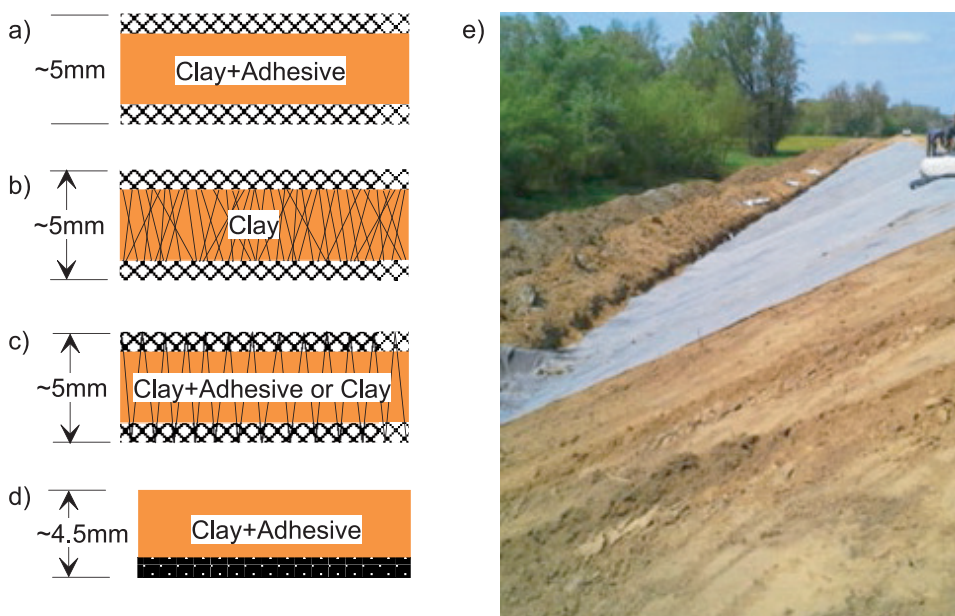 a)
~5mm
Clay+Adhesive
b)
~5mm
Clay
c)
~5mm
Clay+Adhesive or Clay
d)
~4.5mm
Clay+Adhesive
e)